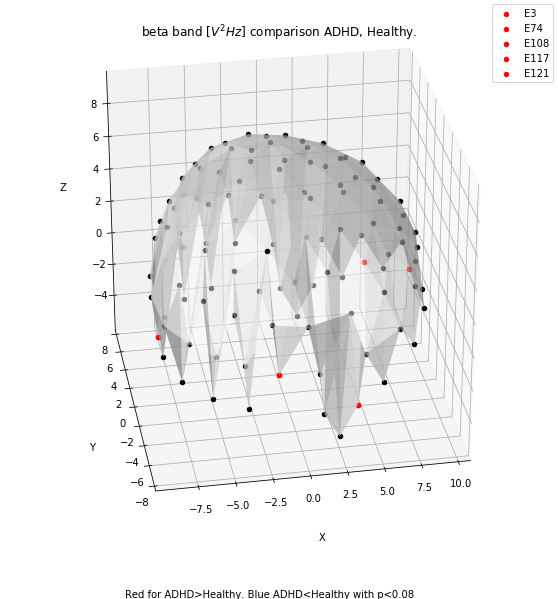 beta band [V²Hz] comparison ADHD, Healthy.
E3
E74
E108
E117
E121
8
6
4
2
0
−2
−4
Z
8
6
4
2
0
−2
−4
−6
−8
Y
−7.5
−5.0
−2.5
0.0
2.5
5.0
7.5
10.0
X
Red for ADHD>Healthy. Blue ADHD<Healthy with p<0.08